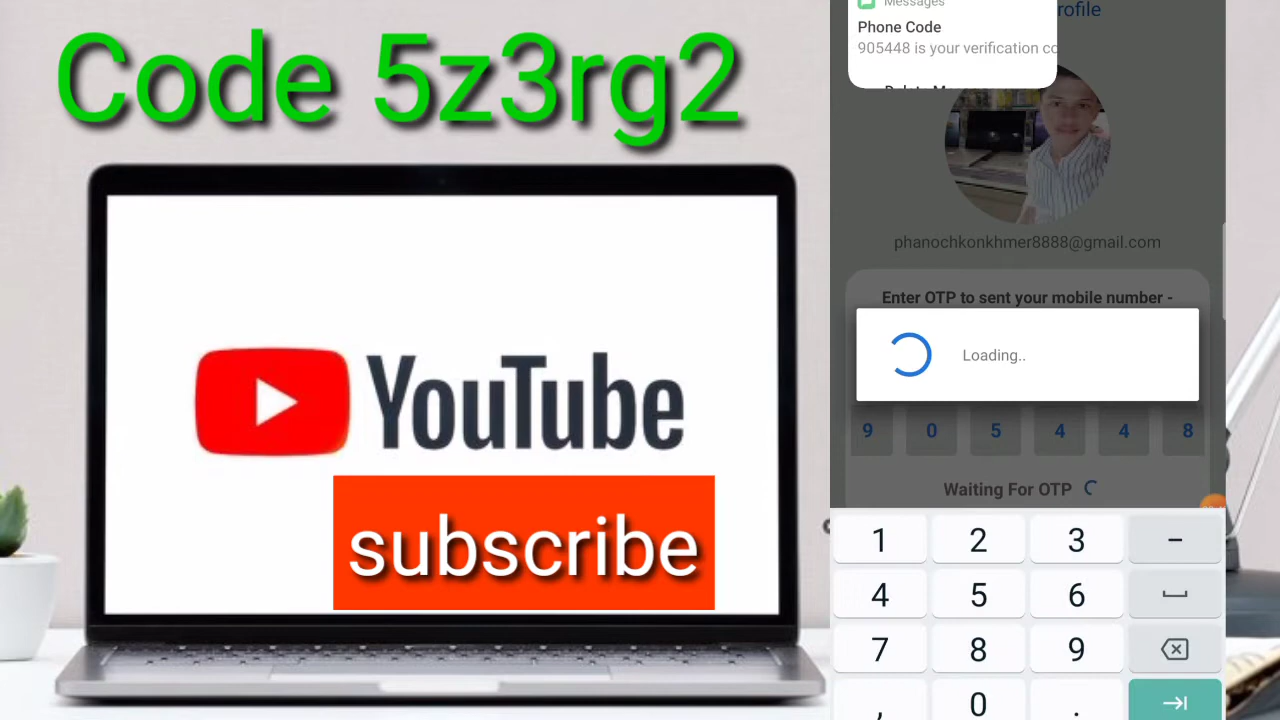 Code 5z3rg2
YouTube
subscribe
Messages
rofile
Phone Code
905448 is your verification co
phanochkonkhmer8888@gmail.com
Enter OTP to sent your mobile number -
Loading..
9 0 5 4 4 8
Waiting For OTP
1 2 3 -
4 5 6
7 8 9
, 0 .